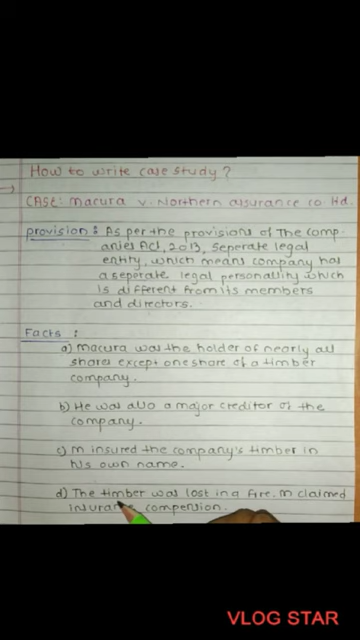 How to write case study?
CASE: Macura v. Northern assurance co. ltd.
provision: As per the provisions of The comp-
anies Act, 2013, seperate legal
entity, which means company has
a seperate legal personality which
is different from its members
and directors.
Facts :
a) Macura was the holder of nearly all
shares except one share of a timber
company.
b) He was also a major creditor of the
company.
c) M insured the company's timber in
his own name.
d) The timber was lost in a fire. M claimed
insurance compension.
VLOG STAR